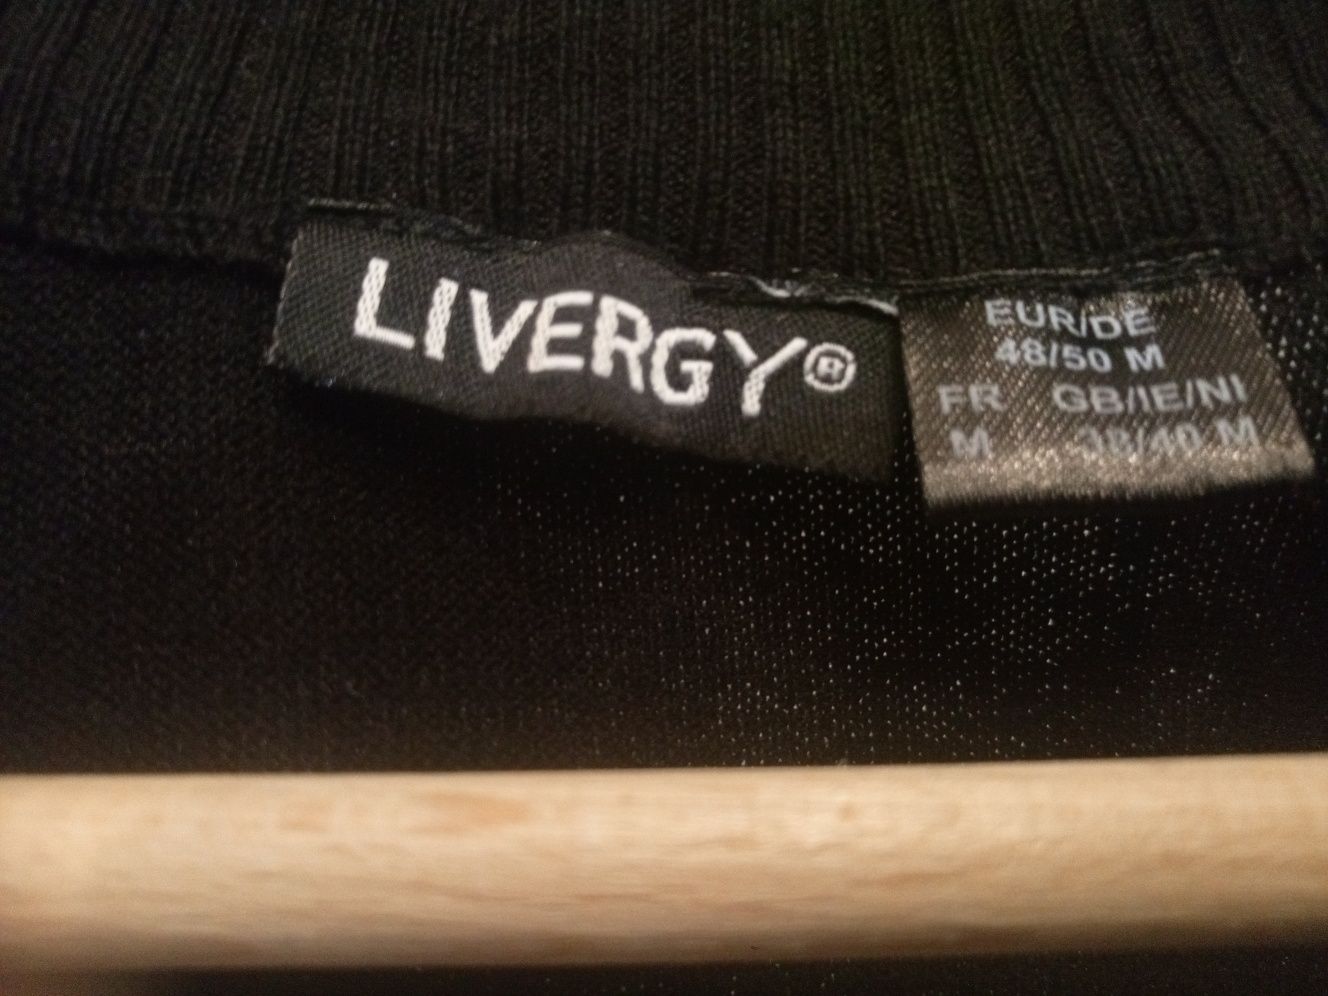 LIVERGY®
EUR/DE
48/50 M
FR GB/IE/NI
M 38/40 M